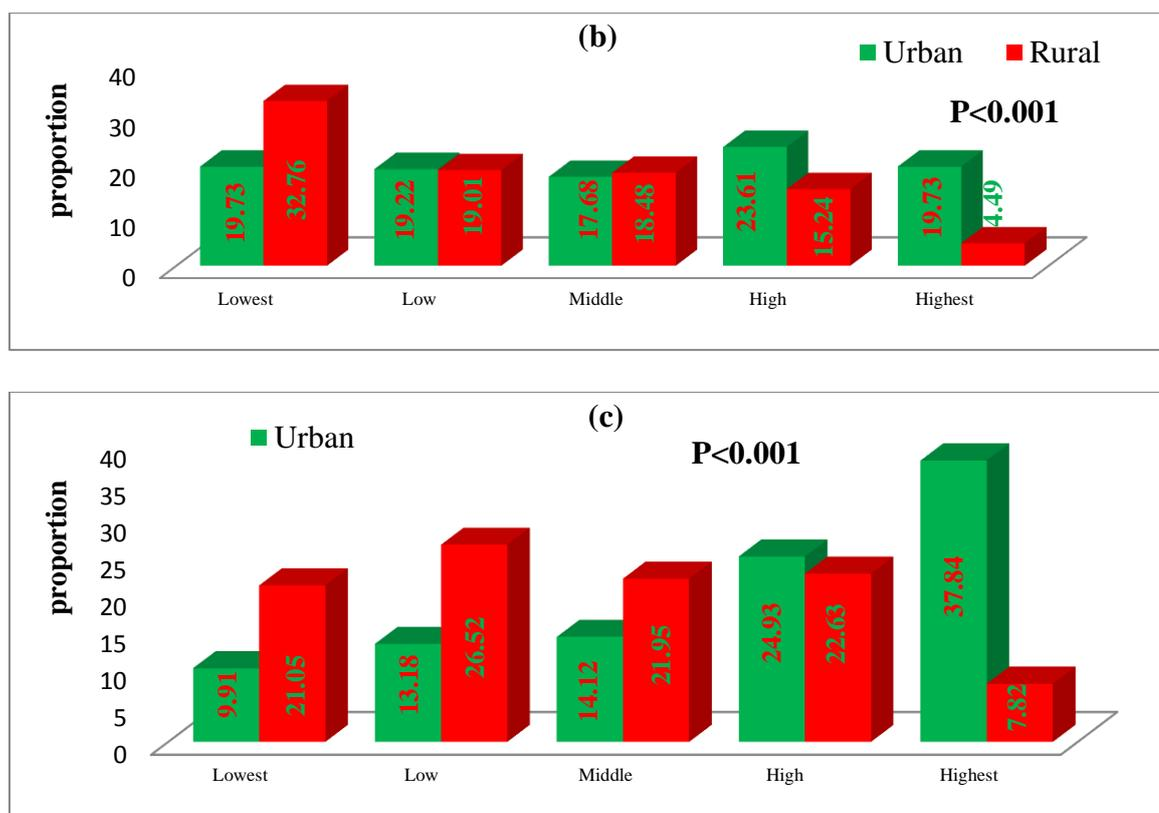 (b)
Urban Rural
P<0.001
proportion
40
30
20
10
0
19.73 32.76 19.22 19.01 17.68 18.48 23.61 15.24 19.73 4.49
Lowest Low Middle High Highest
(c)
Urban
P<0.001
proportion
40
35
30
25
20
15
10
5
0
9.91 21.05 13.18 26.52 14.12 21.95 24.93 22.63 37.84 7.82
Lowest Low Middle High Highest